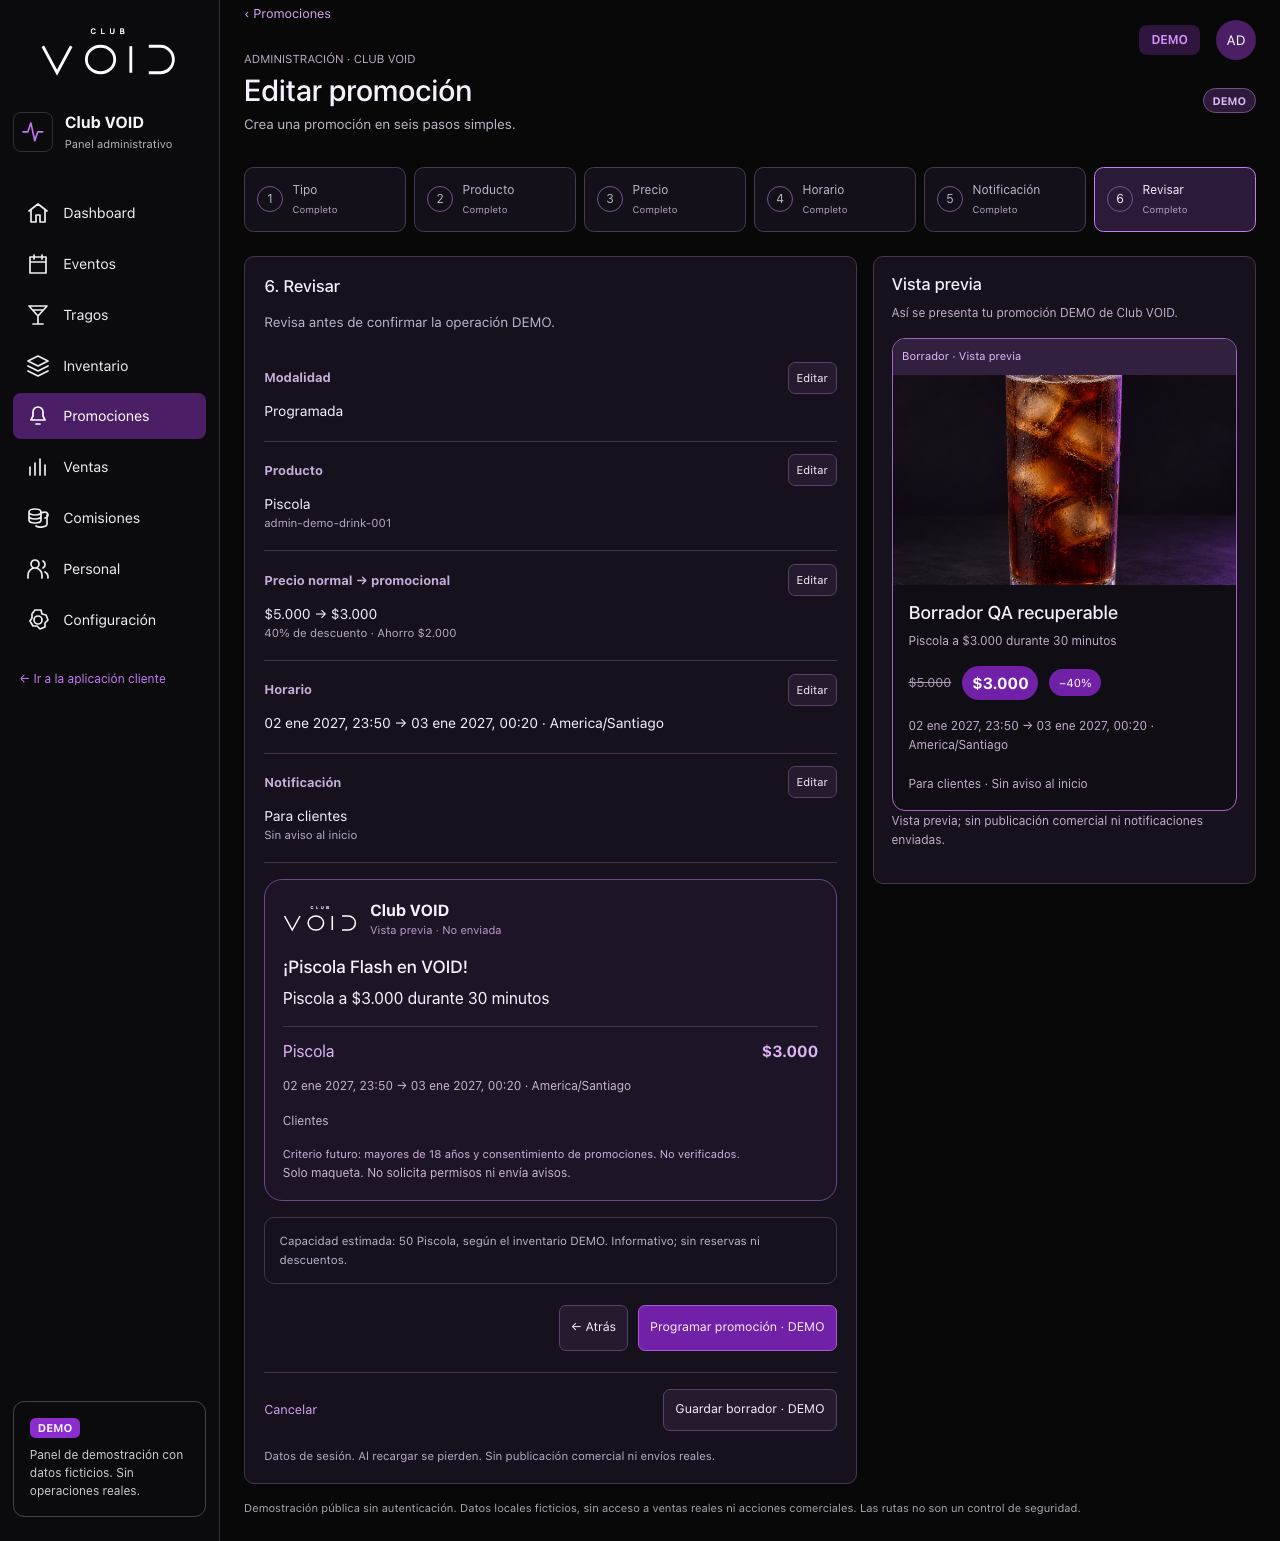 CLUB
VOID
Club VOID
Panel administrativo
Dashboard
Eventos
Tragos
Inventario
Promociones
Ventas
Comisiones
Personal
Configuración
← Ir a la aplicación cliente
DEMO
Panel de demostración con
datos ficticios. Sin
operaciones reales.
‹ Promociones
DEMO
AD
ADMINISTRACIÓN · CLUB VOID
Editar promoción
Crea una promoción en seis pasos simples.
DEMO
1 Tipo
Completo
2 Producto
Completo
3 Precio
Completo
4 Horario
Completo
5 Notificación
Completo
6 Revisar
Completo
6. Revisar
Revisa antes de confirmar la operación DEMO.
Modalidad
Editar
Programada
Producto
Editar
Piscola
admin-demo-drink-001
Precio normal → promocional
Editar
$5.000 → $3.000
40% de descuento · Ahorro $2.000
Horario
Editar
02 ene 2027, 23:50 → 03 ene 2027, 00:20 · America/Santiago
Notificación
Editar
Para clientes
Sin aviso al inicio
CLUB
VOID
Club VOID
Vista previa · No enviada
¡Piscola Flash en VOID!
Piscola a $3.000 durante 30 minutos
Piscola $3.000
02 ene 2027, 23:50 → 03 ene 2027, 00:20 · America/Santiago
Clientes
Criterio futuro: mayores de 18 años y consentimiento de promociones. No verificados.
Solo maqueta. No solicita permisos ni envía avisos.
Capacidad estimada: 50 Piscola, según el inventario DEMO. Informativo; sin reservas ni
descuentos.
← Atrás
Programar promoción · DEMO
Cancelar
Guardar borrador · DEMO
Datos de sesión. Al recargar se pierden. Sin publicación comercial ni envíos reales.
Vista previa
Así se presenta tu promoción DEMO de Club VOID.
Borrador · Vista previa
Borrador QA recuperable
Piscola a $3.000 durante 30 minutos
$5.000 $3.000 −40%
02 ene 2027, 23:50 → 03 ene 2027, 00:20 ·
America/Santiago
Para clientes · Sin aviso al inicio
Vista previa; sin publicación comercial ni notificaciones
enviadas.
Demostración pública sin autenticación. Datos locales ficticios, sin acceso a ventas reales ni acciones comerciales. Las rutas no son un control de seguridad.